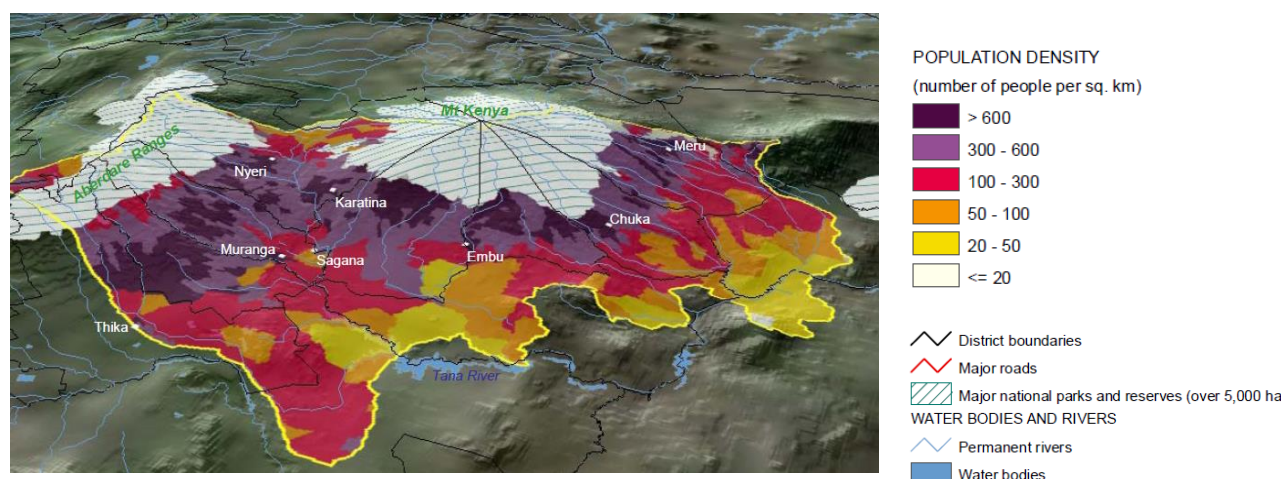 Mt Kenya
Aberdare Ranges
Meru
Nyeri
Karatina
Chuka
Muranga
Sagana
Embu
Thika
Tana River
POPULATION DENSITY
(number of people per sq. km)
> 600
300 - 600
100 - 300
50 - 100
20 - 50
<= 20
District boundaries
Major roads
Major national parks and reserves (over 5,000 ha
WATER BODIES AND RIVERS
Permanent rivers
Water bodies